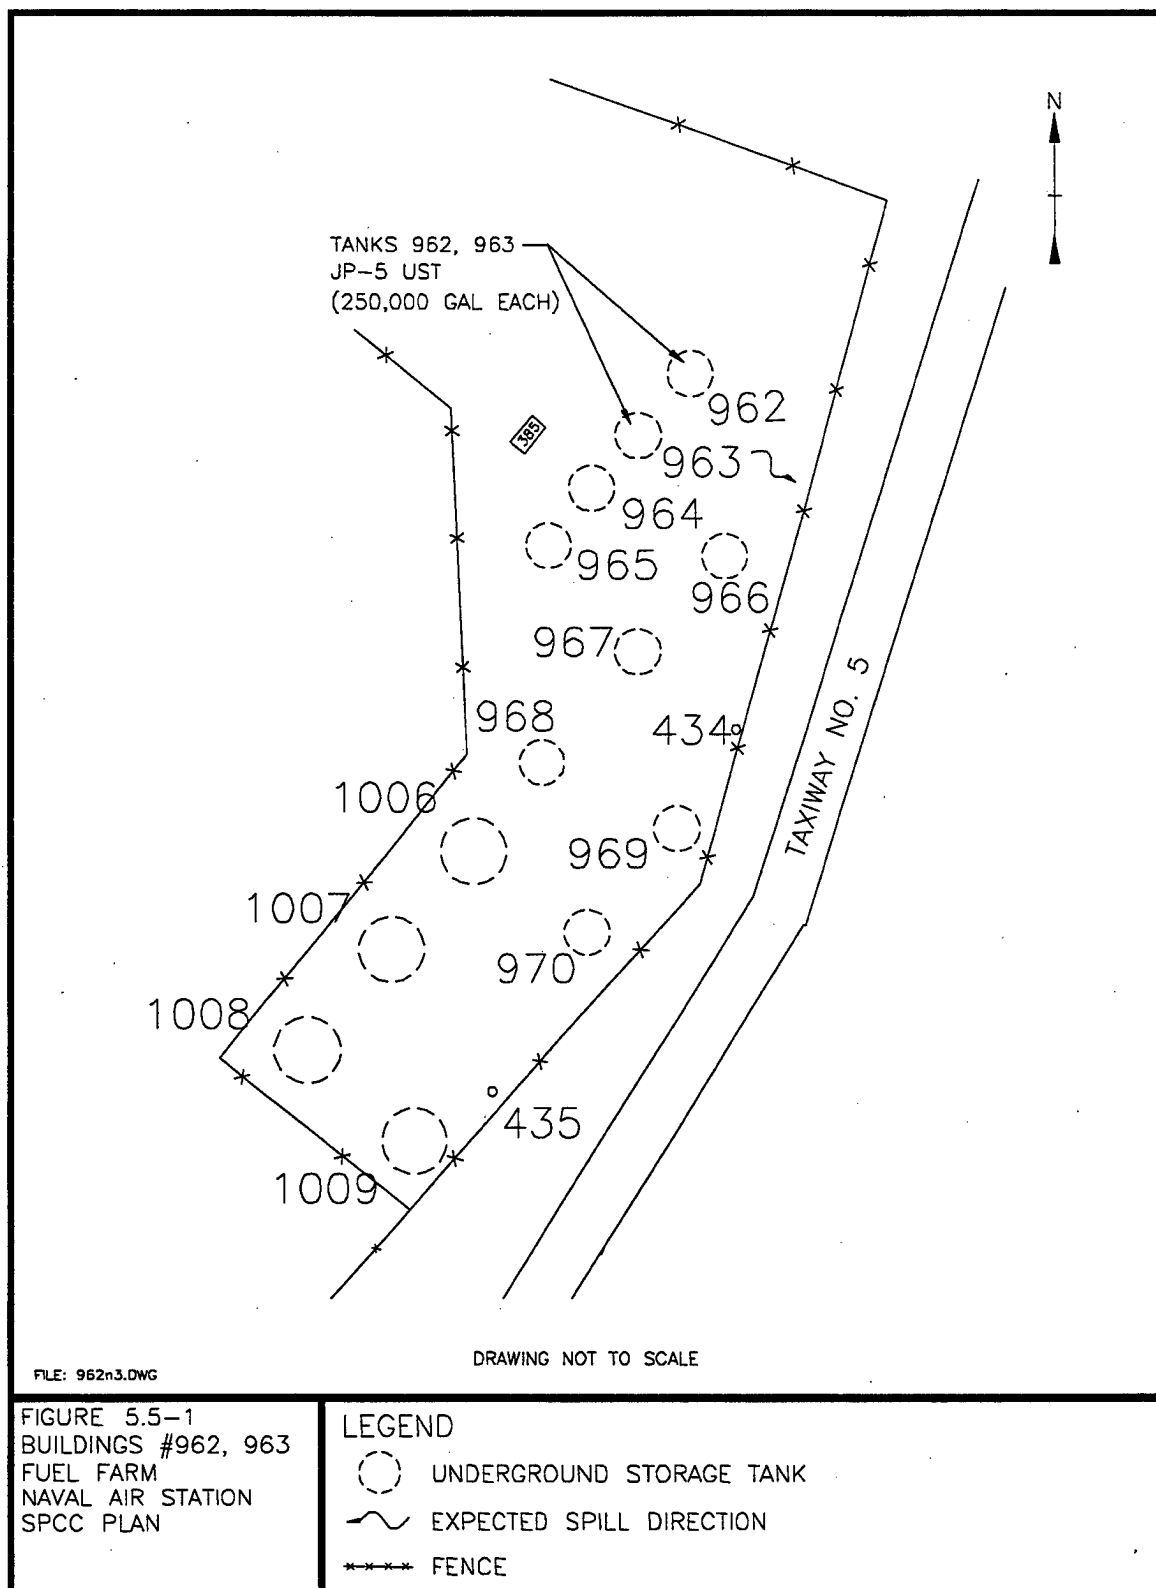 N
TANKS 962, 963
JP-5 UST
(250,000 GAL EACH)
962
385
963
964
965
966
967
968
434
TAXIWAY NO. 5
1006
969
1007
970
1008
435
1009
DRAWING NOT TO SCALE
FILE: 962n3.DWG
FIGURE 5.5-1
BUILDINGS #962, 963
FUEL FARM
NAVAL AIR STATION
SPCC PLAN
LEGEND
UNDERGROUND STORAGE TANK
EXPECTED SPILL DIRECTION
FENCE